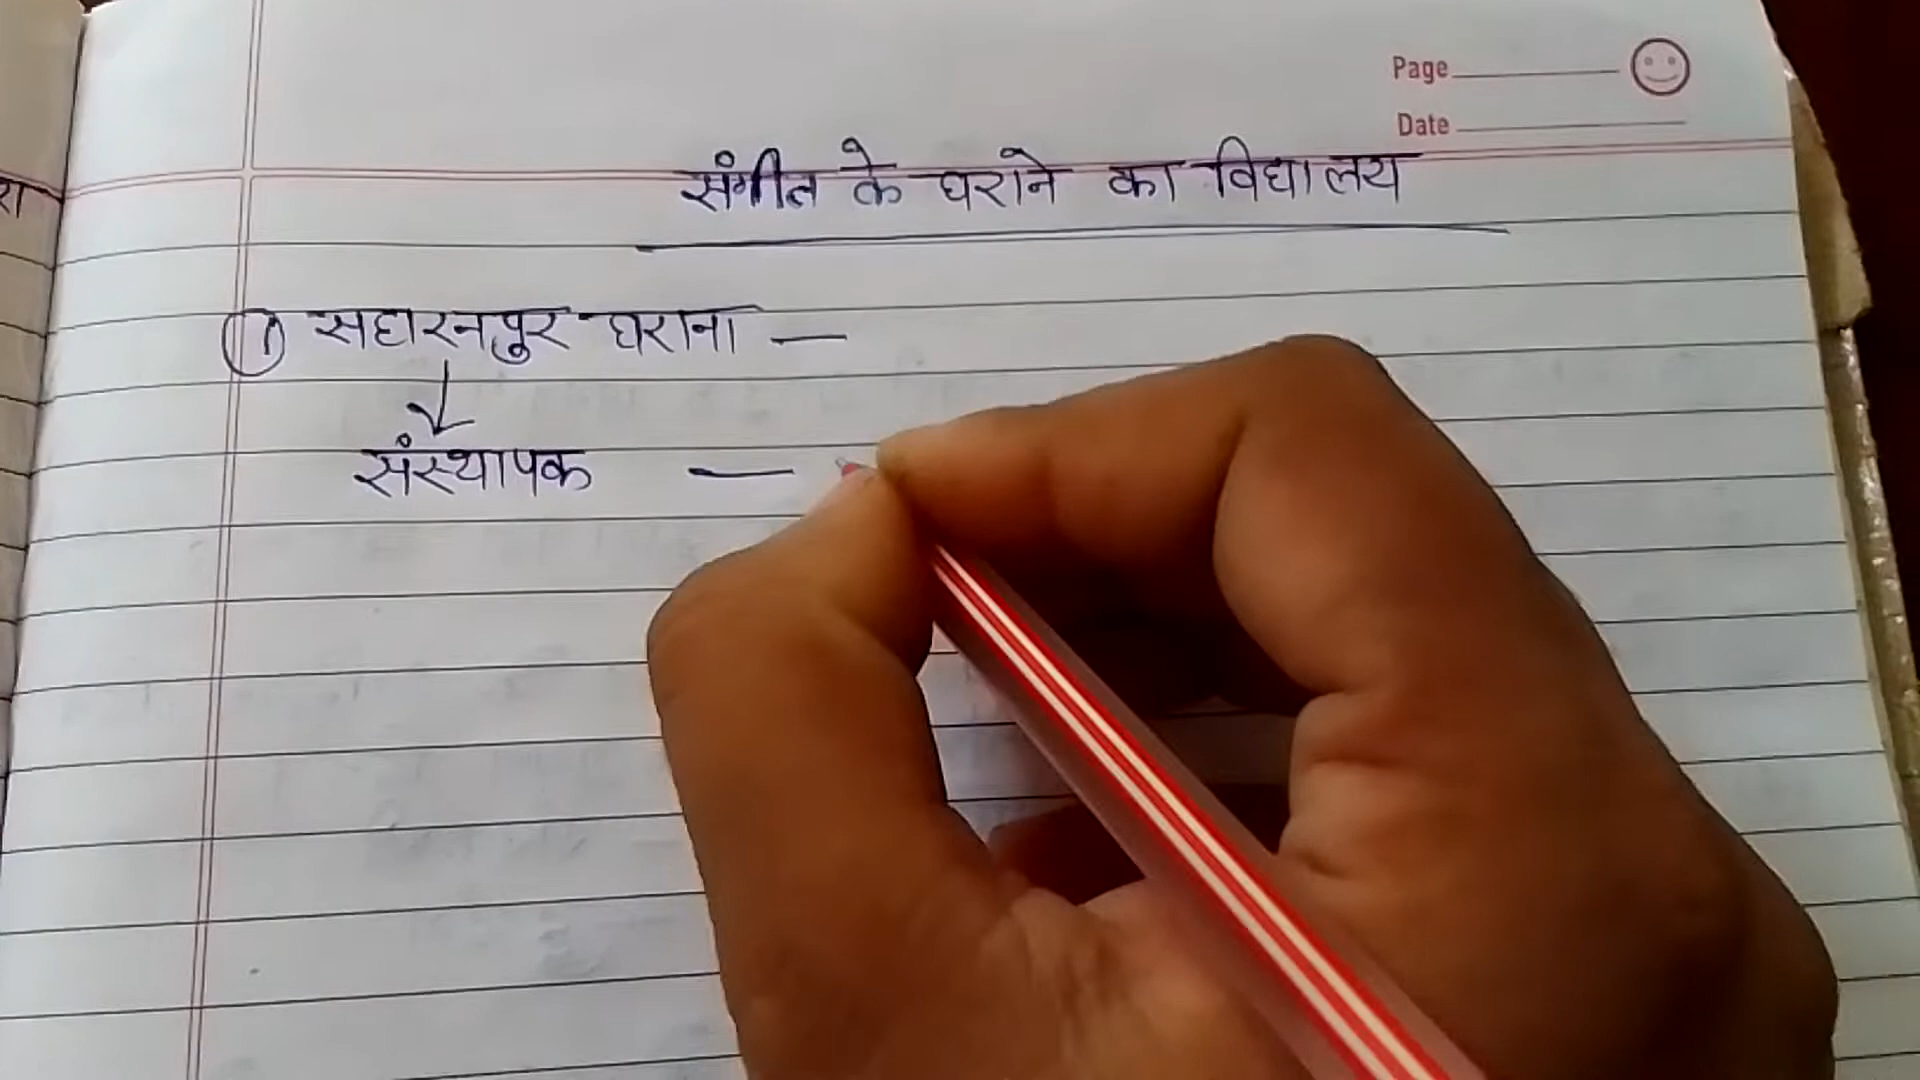 Page
Date
रा
संगीत के घराने का विद्यालय
① सहारनपुर घराना —
↓
संस्थापक —